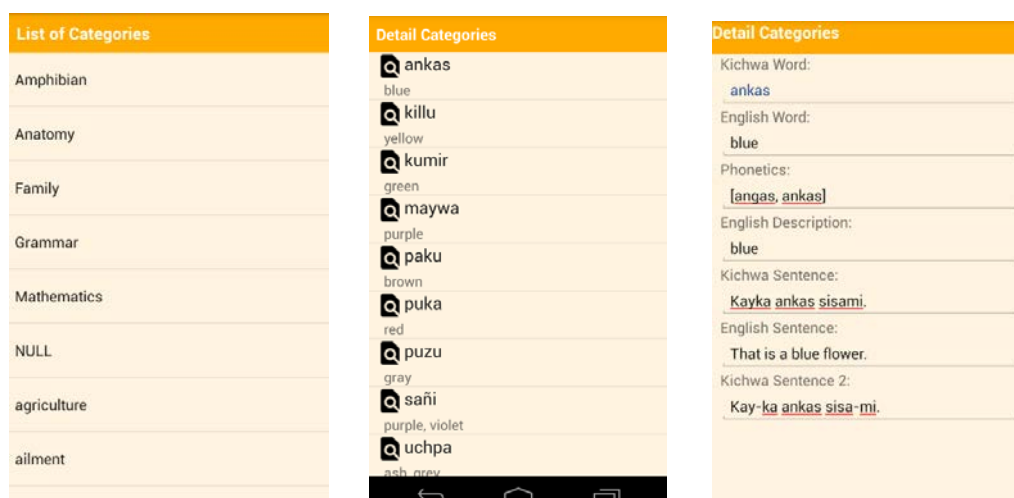 List of Categories
Amphibian
Anatomy
Family
Grammar
Mathematics
NULL
agriculture
ailment
Detail Categories
ankas
blue
killu
yellow
kumir
green
maywa
purple
paku
brown
puka
red
puzu
gray
sañi
purple, violet
uchpa
ash, grey
Detail Categories
Kichwa Word:
ankas
English Word:
blue
Phonetics:
[angas, ankas]
English Description:
blue
Kichwa Sentence:
Kayka ankas sisami.
English Sentence:
That is a blue flower.
Kichwa Sentence 2:
Kay-ka ankas sisa-mi.